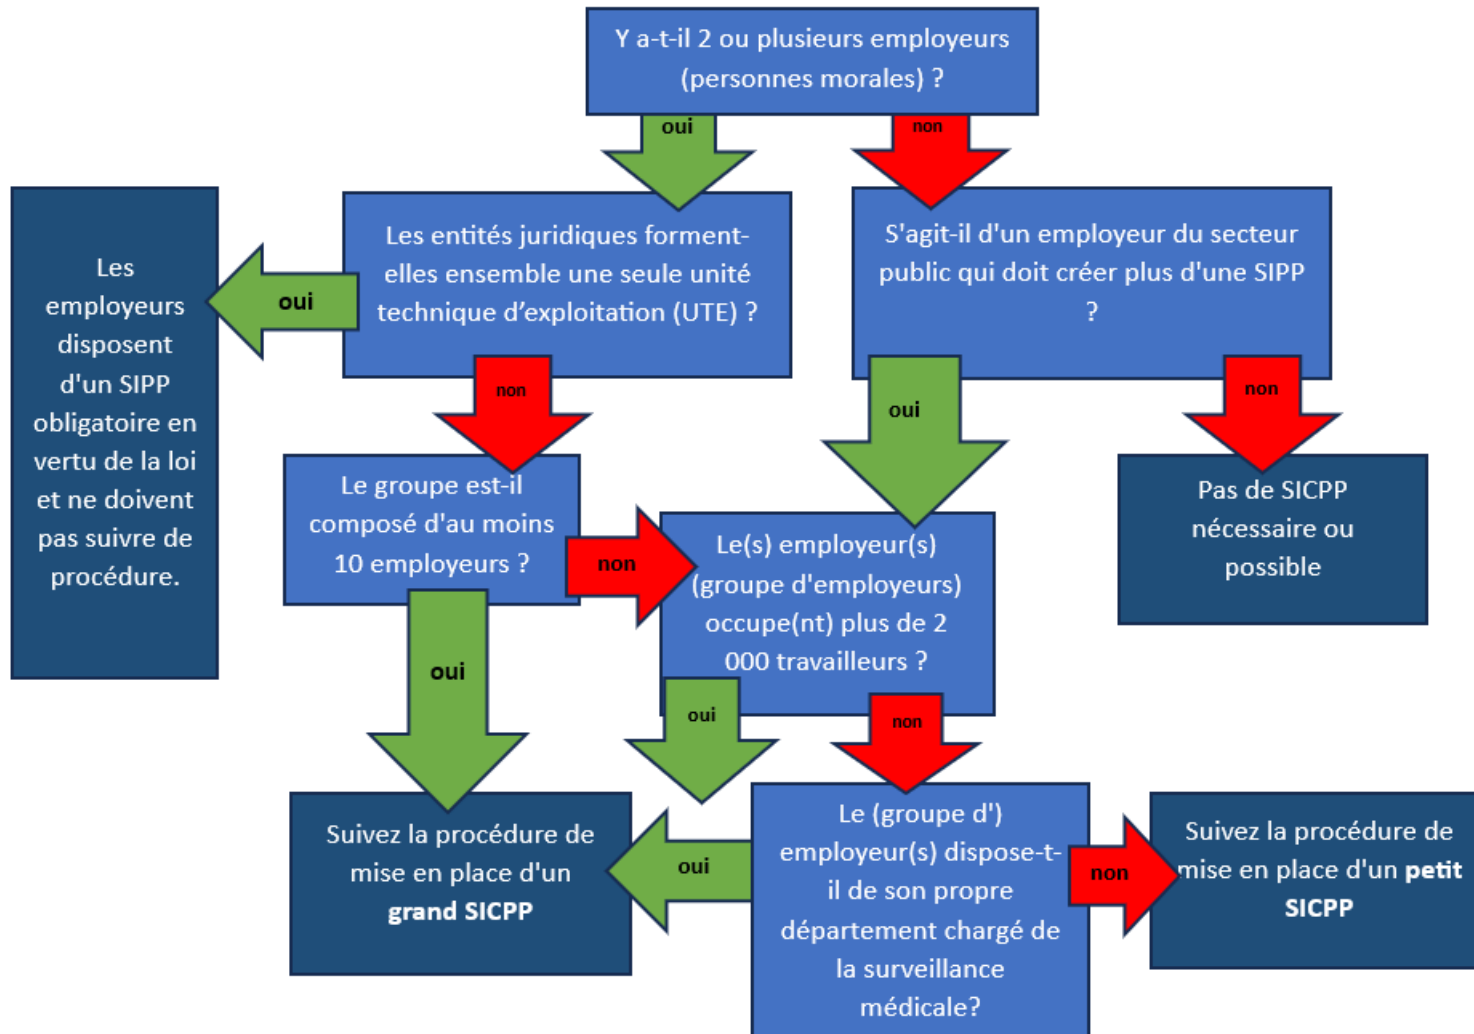 Y a-t-il 2 ou plusieurs employeurs
(personnes morales) ?
oui
non
Les entités juridiques forment-
elles ensemble une seule unité
technique d’exploitation (UTE) ?
S'agit-il d'un employeur du secteur
public qui doit créer plus d'une SIPP
?
oui
Les
employeurs
disposent
d'un SIPP
obligatoire en
vertu de la loi
et ne doivent
pas suivre de
procédure.
non
oui
non
Le groupe est-il
composé d'au moins
10 employeurs ?
non
Le(s) employeur(s)
(groupe d'employeurs)
occupe(nt) plus de 2
000 travailleurs ?
Pas de SICPP
nécessaire ou
possible
oui
oui
non
Suivez la procédure de
mise en place d'un
grand SICPP
oui
Le (groupe d')
employeur(s) dispose-t-
il de son propre
département chargé de
la surveillance
médicale?
non
Suivez la procédure de
mise en place d'un petit
SICPP